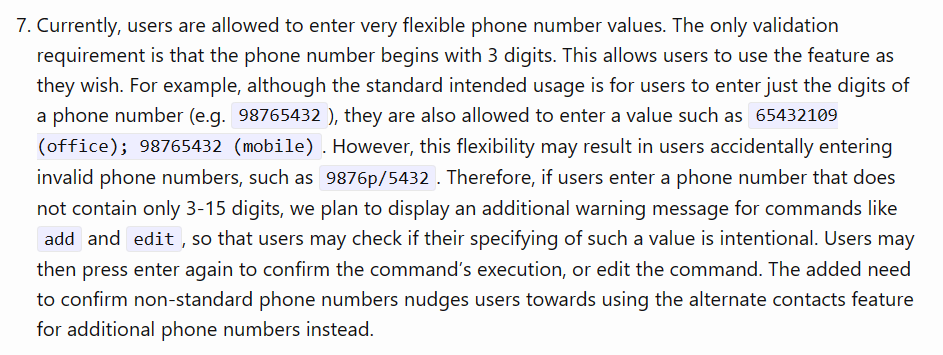 7. Currently, users are allowed to enter very flexible phone number values. The only validation
requirement is that the phone number begins with 3 digits. This allows users to use the feature as
they wish. For example, although the standard intended usage is for users to enter just the digits of
a phone number (e.g. 98765432 ), they are also allowed to enter a value such as 65432109
(office); 98765432 (mobile) . However, this flexibility may result in users accidentally entering
invalid phone numbers, such as 9876p/5432 . Therefore, if users enter a phone number that does
not contain only 3-15 digits, we plan to display an additional warning message for commands like
add and edit , so that users may check if their specifying of such a value is intentional. Users may
then press enter again to confirm the command’s execution, or edit the command. The added need
to confirm non-standard phone numbers nudges users towards using the alternate contacts feature
for additional phone numbers instead.